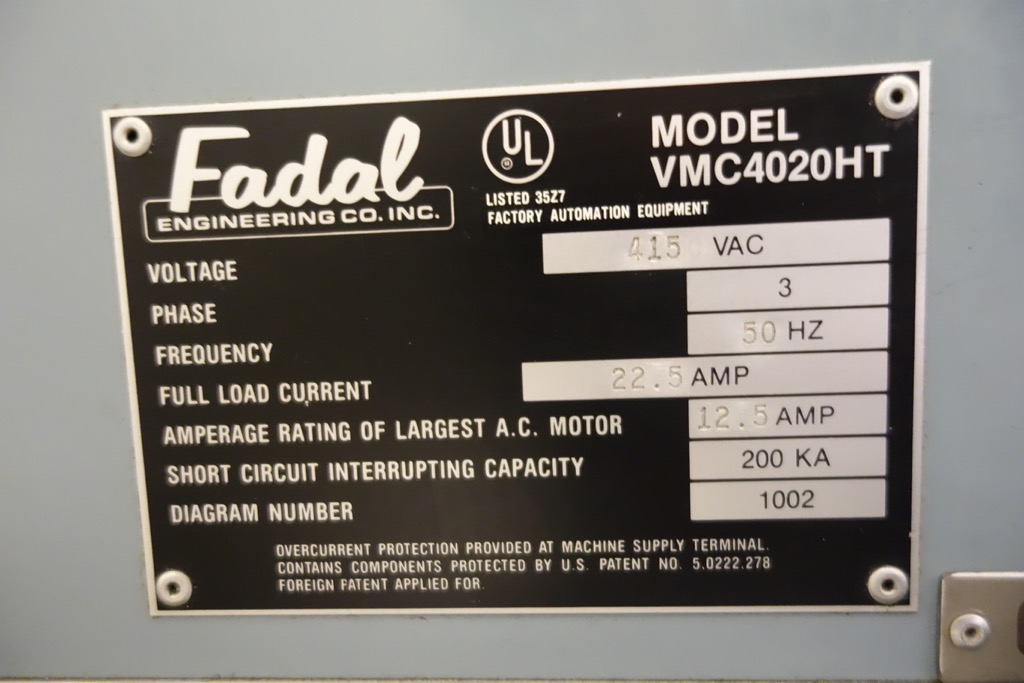 Fadal
ENGINEERING CO. INC.
UL
®
LISTED 35Z7
FACTORY AUTOMATION EQUIPMENT
MODEL
VMC4020HT
VOLTAGE 415 VAC
PHASE 3
FREQUENCY 50 HZ
FULL LOAD CURRENT 22.5 AMP
AMPERAGE RATING OF LARGEST A.C. MOTOR 12.5 AMP
SHORT CIRCUIT INTERRUPTING CAPACITY 200 KA
DIAGRAM NUMBER 1002
OVERCURRENT PROTECTION PROVIDED AT MACHINE SUPPLY TERMINAL.
CONTAINS COMPONENTS PROTECTED BY U.S. PATENT NO. 5.0222.278
FOREIGN PATENT APPLIED FOR.